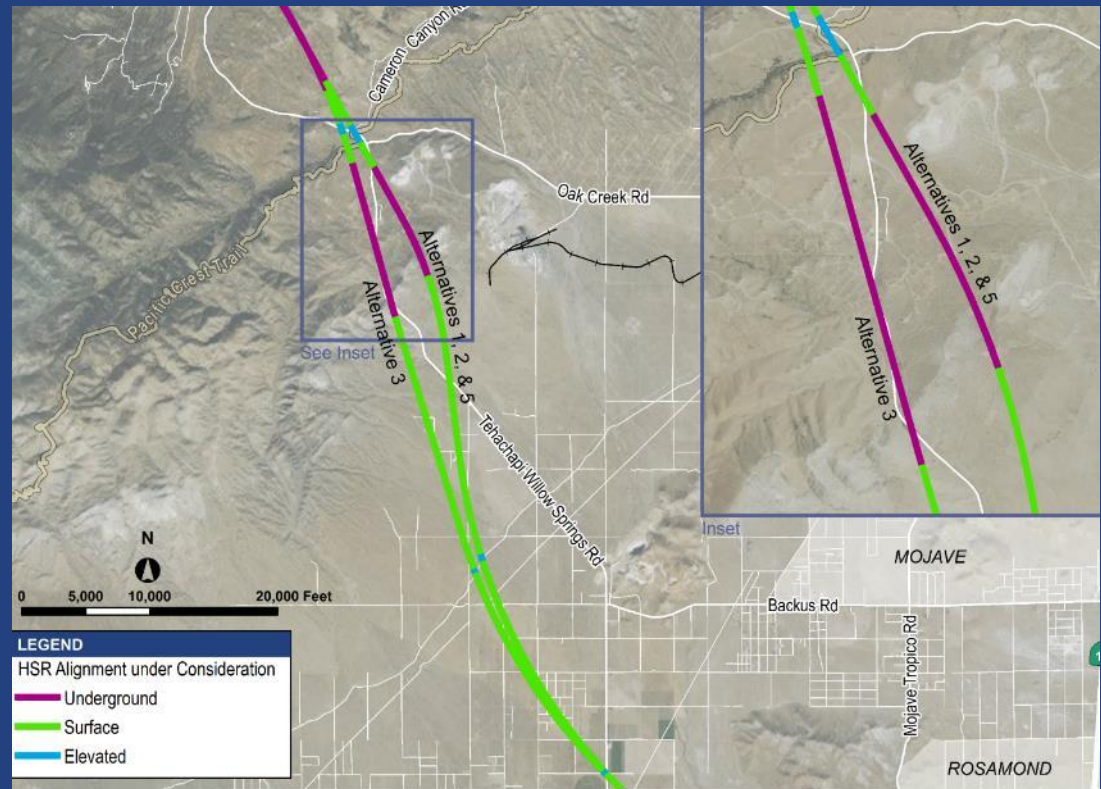 Cameron Canyon Rd
Oak Creek Rd
Pacific Crest Trail
Alternatives 1, 2, & 5
Alternative 3
See Inset
Tehachapi Willow Springs Rd
Alternatives 1, 2, & 5
Alternative 3
Inset
MOJAVE
Backus Rd
Mojave-Tropico Rd
ROSAMOND
N
0 5,000 10,000 20,000 Feet
LEGEND
HSR Alignment under Consideration
Underground
Surface
Elevated